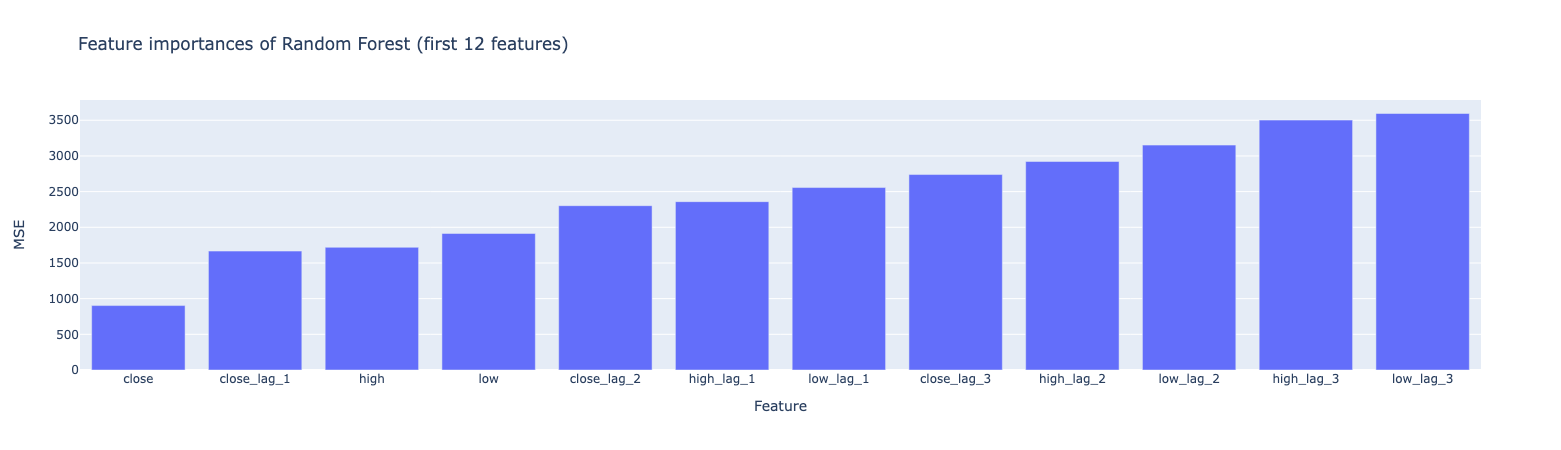 Feature importances of Random Forest (first 12 features)
MSE
3500
3000
2500
2000
1500
1000
500
0
close close_lag_1 high low close_lag_2 high_lag_1 low_lag_1 close_lag_3 high_lag_2 low_lag_2 high_lag_3 low_lag_3
Feature